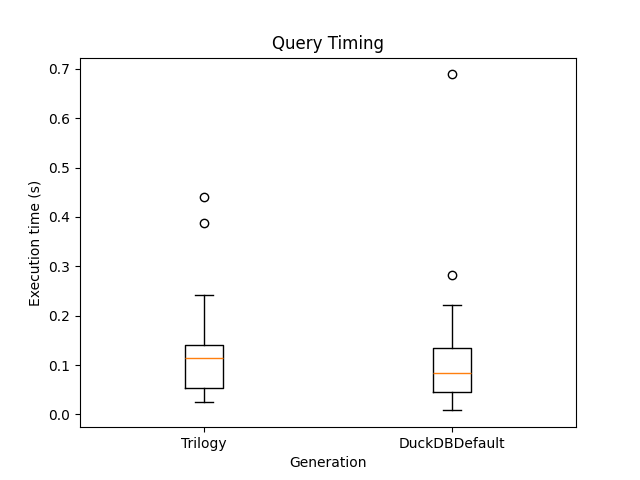 Query Timing
0.7
0.6
0.5
0.4
0.3
0.2
0.1
0.0
Execution time (s)
Trilogy
DuckDBDefault
Generation